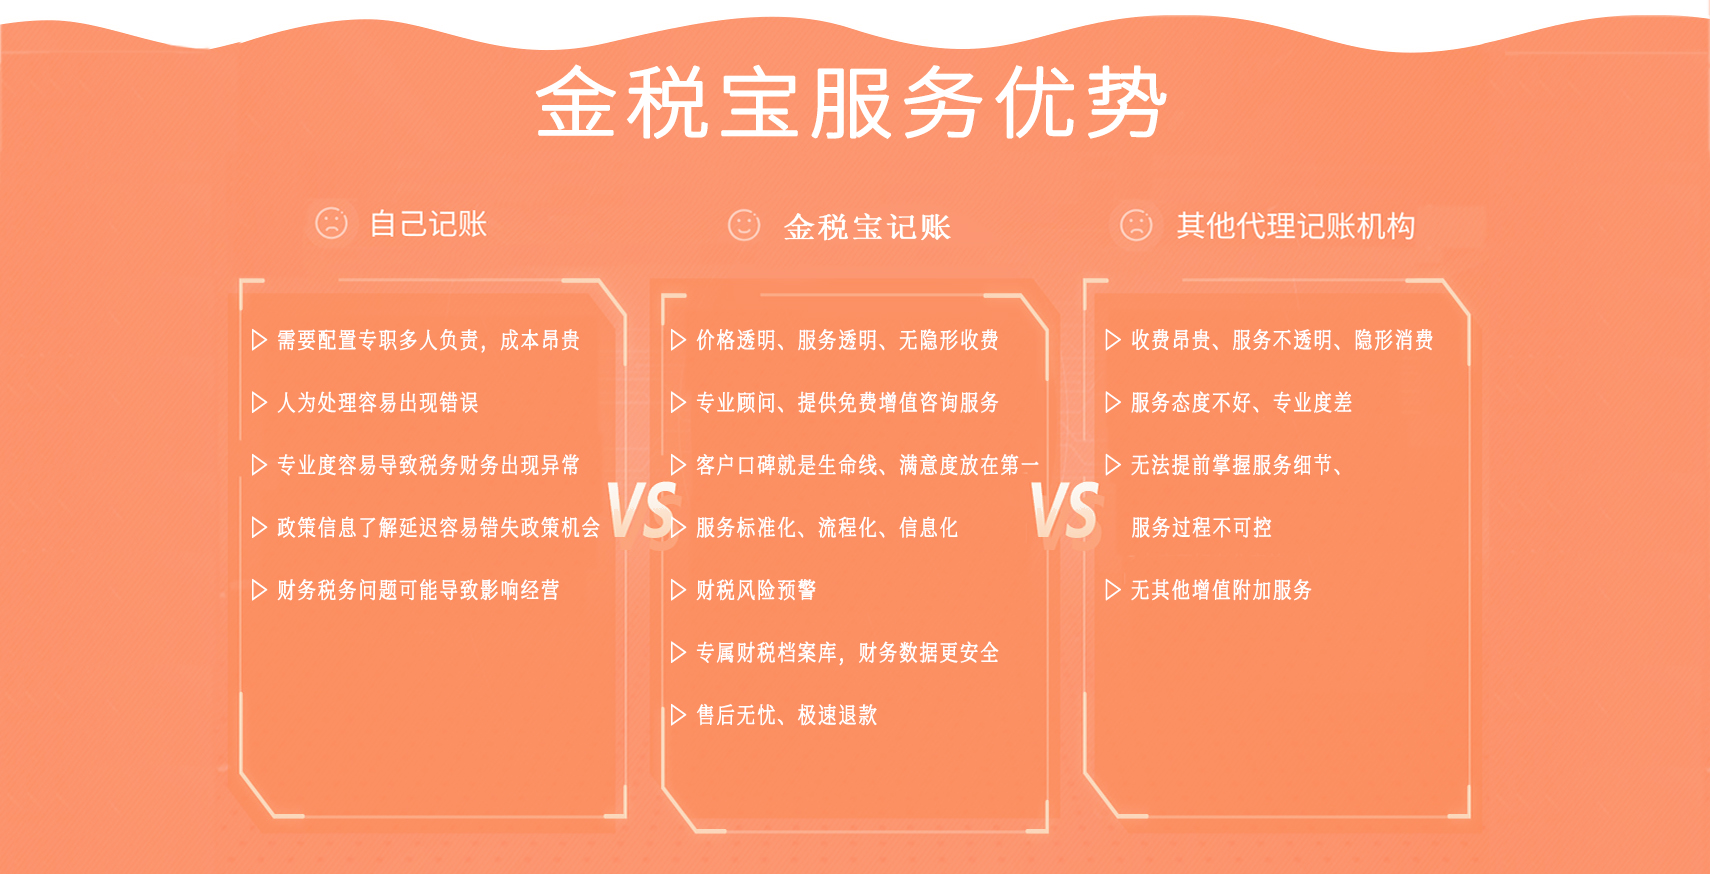 金税宝服务优势
自己记账
需要配置专职多人负责，成本昂贵
人为处理容易出现错误
专业度容易导致税务财务出现异常
政策信息了解延迟容易错失政策机会
财务税务问题可能导致影响经营
VS
金税宝记账
价格透明、服务透明、无隐形收费
专业顾问、提供免费增值咨询服务
客户口碑就是生命线、满意度放在第一
服务标准化、流程化、信息化
财税风险预警
专属财税档案库，财务数据更安全
售后无忧、极速退款
VS
其他代理记账机构
收费昂贵、服务不透明、隐形消费
服务态度不好、专业度差
无法提前掌握服务细节、
服务过程不可控
无其他增值附加服务